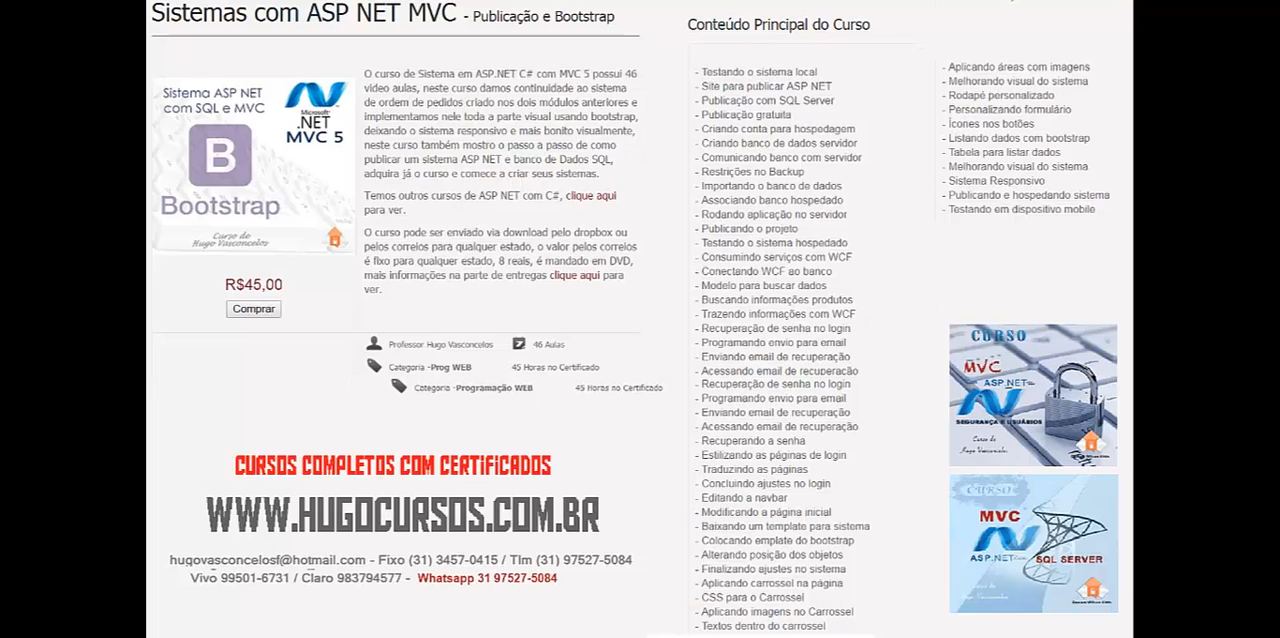 Sistemas com ASP NET MVC - Publicação e Bootstrap
Sistema ASP NET
com SQL e MVC
Microsoft
.NET
MVC 5
B
Bootstrap
Curso de
Hugo Vasconcelos
R$45,00
Comprar
O curso de Sistema em ASP.NET C# com MVC 5 possui 46
video aulas, neste curso damos continuidade ao sistema
de ordem de pedidos criado nos dois módulos anteriores e
implementamos nele toda a parte visual usando bootstrap,
deixando o sistema responsivo e mais bonito visualmente,
neste curso também mostro o passo a passo de como
publicar um sistema ASP NET e banco de Dados SQL,
adquira já o curso e comece a criar seus sistemas.
Temos outros cursos de ASP NET com C#, clique aqui
para ver.
O curso pode ser enviado via download pelo dropbox ou
pelos correios para qualquer estado, o valor pelos correios
é fixo para qualquer estado, 8 reais, é mandado em DVD,
mais informações na parte de entregas clique aqui para
ver.
Professor Hugo Vasconcelos 46 Aulas
Categoria -Prog WEB 45 Horas no Certificado
Categoria -Programação WEB 45 Horas no Certificado
CURSOS COMPLETOS COM CERTIFICADOS
WWW.HUGOCURSOS.COM.BR
hugovasconcelosf@hotmail.com - Fixo (31) 3457-0415 / TIm (31) 97527-5084
Vivo 99501-6731 / Claro 983794577 - Whatsapp 31 97527-5084
Conteúdo Principal do Curso
- Testando o sistema local
- Site para publicar ASP NET
- Publicação com SQL Server
- Publicação gratuita
- Criando conta para hospedagem
- Criando banco de dados servidor
- Comunicando banco com servidor
- Restrições no Backup
- Importando o banco de dados
- Associando banco hospedado
- Rodando aplicação no servidor
- Publicando o projeto
- Testando o sistema hospedado
- Consumindo serviços com WCF
- Conectando WCF ao banco
- Modelo para buscar dados
- Buscando informações produtos
- Trazendo informações com WCF
- Recuperação de senha no login
- Programando envio para email
- Enviando email de recuperação
- Acessando email de recuperação
- Recuperação de senha no login
- Programando envio para email
- Enviando email de recuperação
- Acessando email de recuperação
- Recuperando a senha
- Estilizando as páginas de login
- Traduzindo as páginas
- Concluindo ajustes no login
- Editando a navbar
- Modificando a página inicial
- Baixando um template para sistema
- Colocando emplate do bootstrap
- Alterando posição dos objetos
- Finalizando ajustes no sistema
- Aplicando carrossel na página
- CSS para o Carrossel
- Aplicando imagens no Carrossel
- Textos dentro do carrossel
- Aplicando áreas com imagens
- Melhorando visual do sistema
- Rodapé personalizado
- Personalizando formulário
- Ícones nos botões
- Listando dados com bootstrap
- Tabela para listar dados
- Melhorando visual do sistema
- Sistema Responsivo
- Publicando e hospedando sistema
- Testando em dispositivo mobile
CURSO
MVC
ASP.NET
SEGURANÇA E USUÁRIOS
Curso de
Hugo Vasconcelos
CURSO
MVC
ASP.NET
SQL SERVER